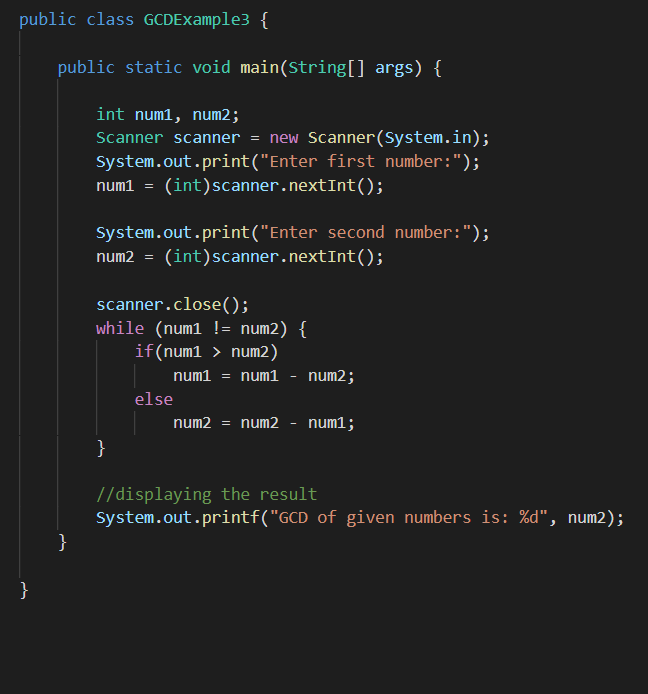 public class GCDExample3 {
public static void main(String[] args) {
int num1, num2;
Scanner scanner = new Scanner(System.in);
System.out.print("Enter first number:");
num1 = (int)scanner.nextInt();
System.out.print("Enter second number:");
num2 = (int)scanner.nextInt();
scanner.close();
while (num1 != num2) {
if(num1 > num2)
num1 = num1 - num2;
else
num2 = num2 - num1;
}
//displaying the result
System.out.printf("GCD of given numbers is: %d", num2);
}
}